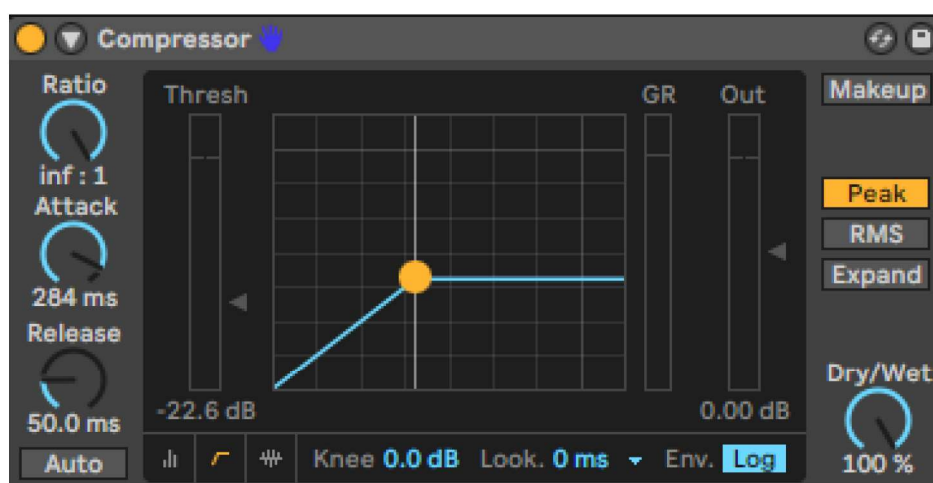 Compressor
Ratio
inf : 1
Attack
284 ms
Release
50.0 ms
Auto
Thresh
-22.6 dB
GR
Out
0.00 dB
Knee 0.0 dB Look. 0 ms Env. Log
Makeup
Peak
RMS
Expand
Dry/Wet
100 %